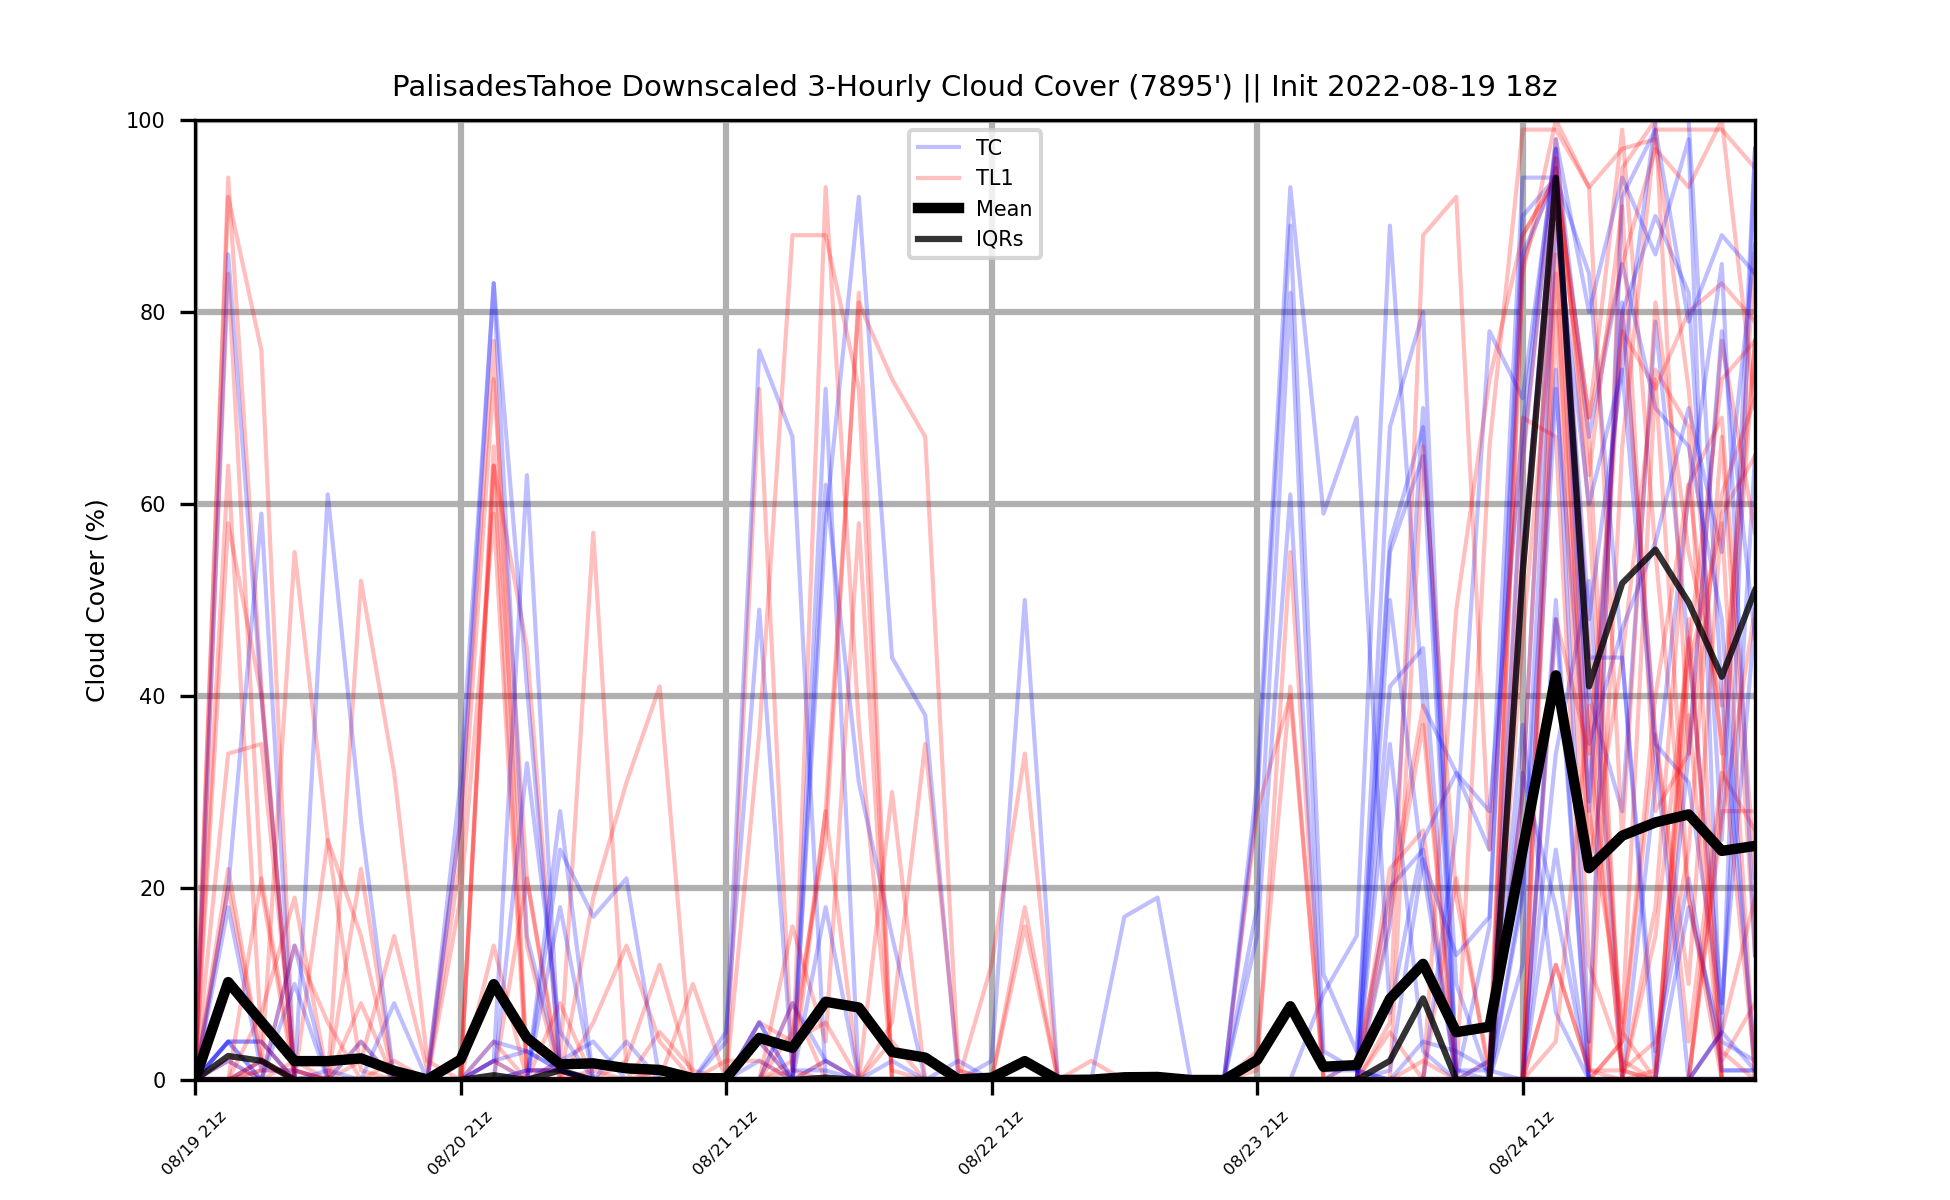 PalisadesTahoe Downscaled 3-Hourly Cloud Cover (7895') || Init 2022-08-19 18z
TC
TL1
Mean
IQRs
Cloud Cover (%)
100
80
60
40
20
0
08/19 21z
08/20 21z
08/21 21z
08/22 21z
08/23 21z
08/24 21z